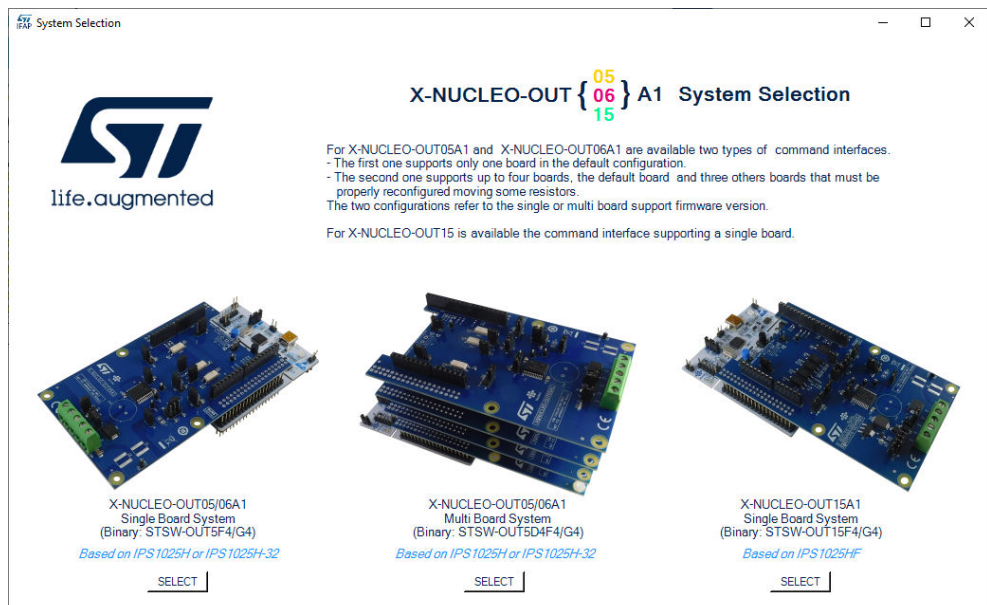 ST
IFAP System Selection
X-NUCLEO-OUT { 05 06 15 } A1 System Selection
ST
life.augmented
For X-NUCLEO-OUT05A1 and X-NUCLEO-OUT06A1 are available two types of command interfaces.
- The first one supports only one board in the default configuration.
- The second one supports up to four boards, the default board and three others boards that must be
properly reconfigured moving some resistors.
The two configurations refer to the single or multi board support firmware version.
For X-NUCLEO-OUT15 is available the command interface supporting a single board.
X-NUCLEO-OUT05/06A1
Single Board System
(Binary: STSW-OUT5F4/G4)
Based on IPS1025H or IPS1025H-32
SELECT
X-NUCLEO-OUT05/06A1
Multi Board System
(Binary: STSW-OUT5D4F4/G4)
Based on IPS1025H or IPS1025H-32
SELECT
X-NUCLEO-OUT15A1
Single Board System
(Binary: STSW-OUT15F4/G4)
Based on IPS1025HF
SELECT